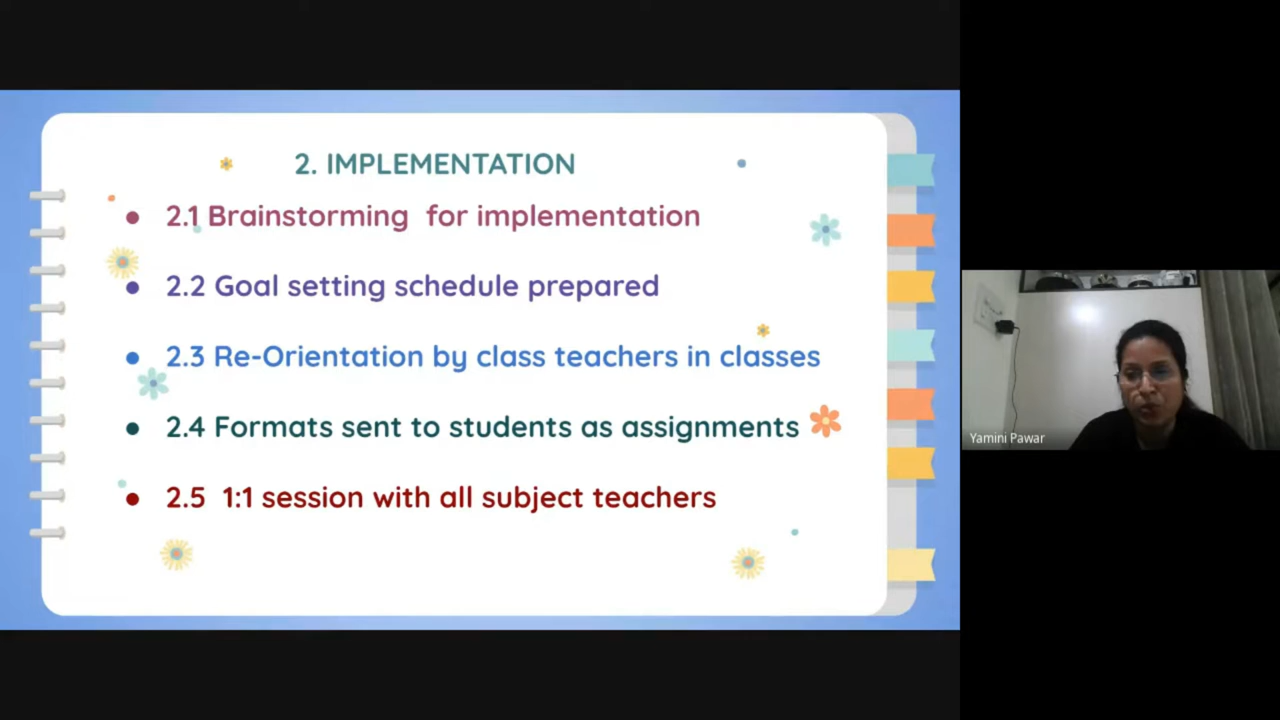 2. IMPLEMENTATION
● 2.1 Brainstorming for implementation
● 2.2 Goal setting schedule prepared
● 2.3 Re-Orientation by class teachers in classes
● 2.4 Formats sent to students as assignments
● 2.5 1:1 session with all subject teachers
Yamini Pawar